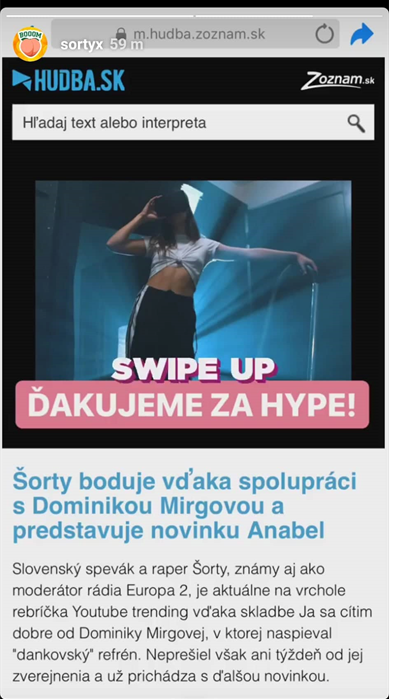 BOOOM
sortyx 59 m
m.hudba.zoznam.sk
HUDBA.SK
Zoznam.sk
Hľadaj text alebo interpreta
SWIPE UP
ĎAKUJEME ZA HYPE!
Šorty boduje vďaka spolupráci
s Dominikou Mirgovou a
predstavuje novinku Anabel
Slovenský spevák a raper Šorty, známy aj ako
moderátor rádia Europa 2, je aktuálne na vrchole
rebríčka Youtube trending vďaka skladbe Ja sa cítim
dobre od Dominiky Mirgovej, v ktorej naspieval
"dankovský" refrén. Neprešiel však ani týždeň od jej
zverejnenia a už prichádza s ďalšou novinkou.